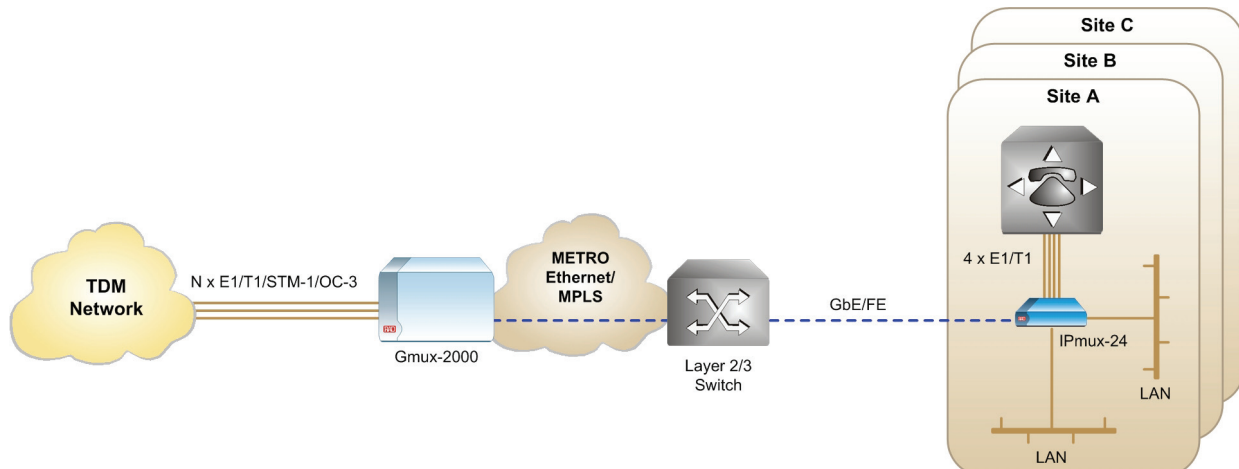 Site C
Site B
Site A
TDM
Network
N x E1/T1/STM-1/OC-3
Gmux-2000
METRO
Ethernet/
MPLS
Layer 2/3
Switch
GbE/FE
4 x E1/T1
IPmux-24
LAN
LAN
RAD